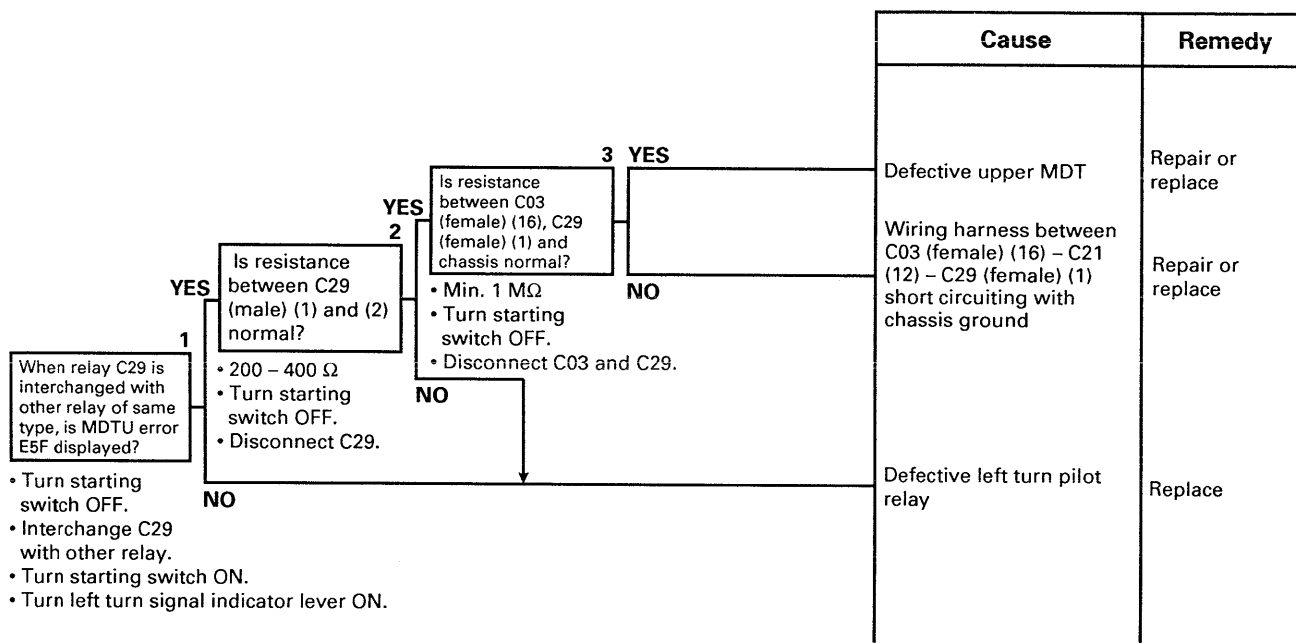 Cause
Remedy
3 YES
Is resistance
between C03
(female) (16), C29
(female) (1) and
chassis normal?
Defective upper MDT
Repair or
replace
YES
2
Is resistance
between C29
(male) (1) and (2)
normal?
• Min. 1 MΩ
• Turn starting
switch OFF.
• Disconnect C03 and C29.
NO
Wiring harness between
C03 (female) (16) – C21
(12) – C29 (female) (1)
short circuiting with
chassis ground
Repair or
replace
YES
1
When relay C29 is
interchanged with
other relay of same
type, is MDTU error
E5F displayed?
• 200 – 400 Ω
• Turn starting
switch OFF.
• Disconnect C29.
NO
• Turn starting
switch OFF.
• Interchange C29
with other relay.
• Turn starting switch ON.
• Turn left turn signal indicator lever ON.
NO
Defective left turn pilot
relay
Replace